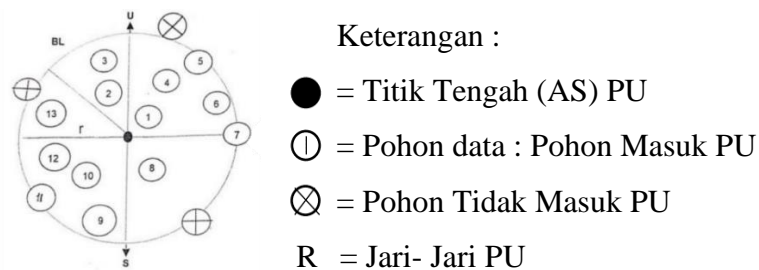 U
BL
3
5
4
2
6
13
1
7
r
12
8
10
11
9
S
Keterangan :
= Titik Tengah (AS) PU
= Pohon data : Pohon Masuk PU
= Pohon Tidak Masuk PU
R = Jari- Jari PU